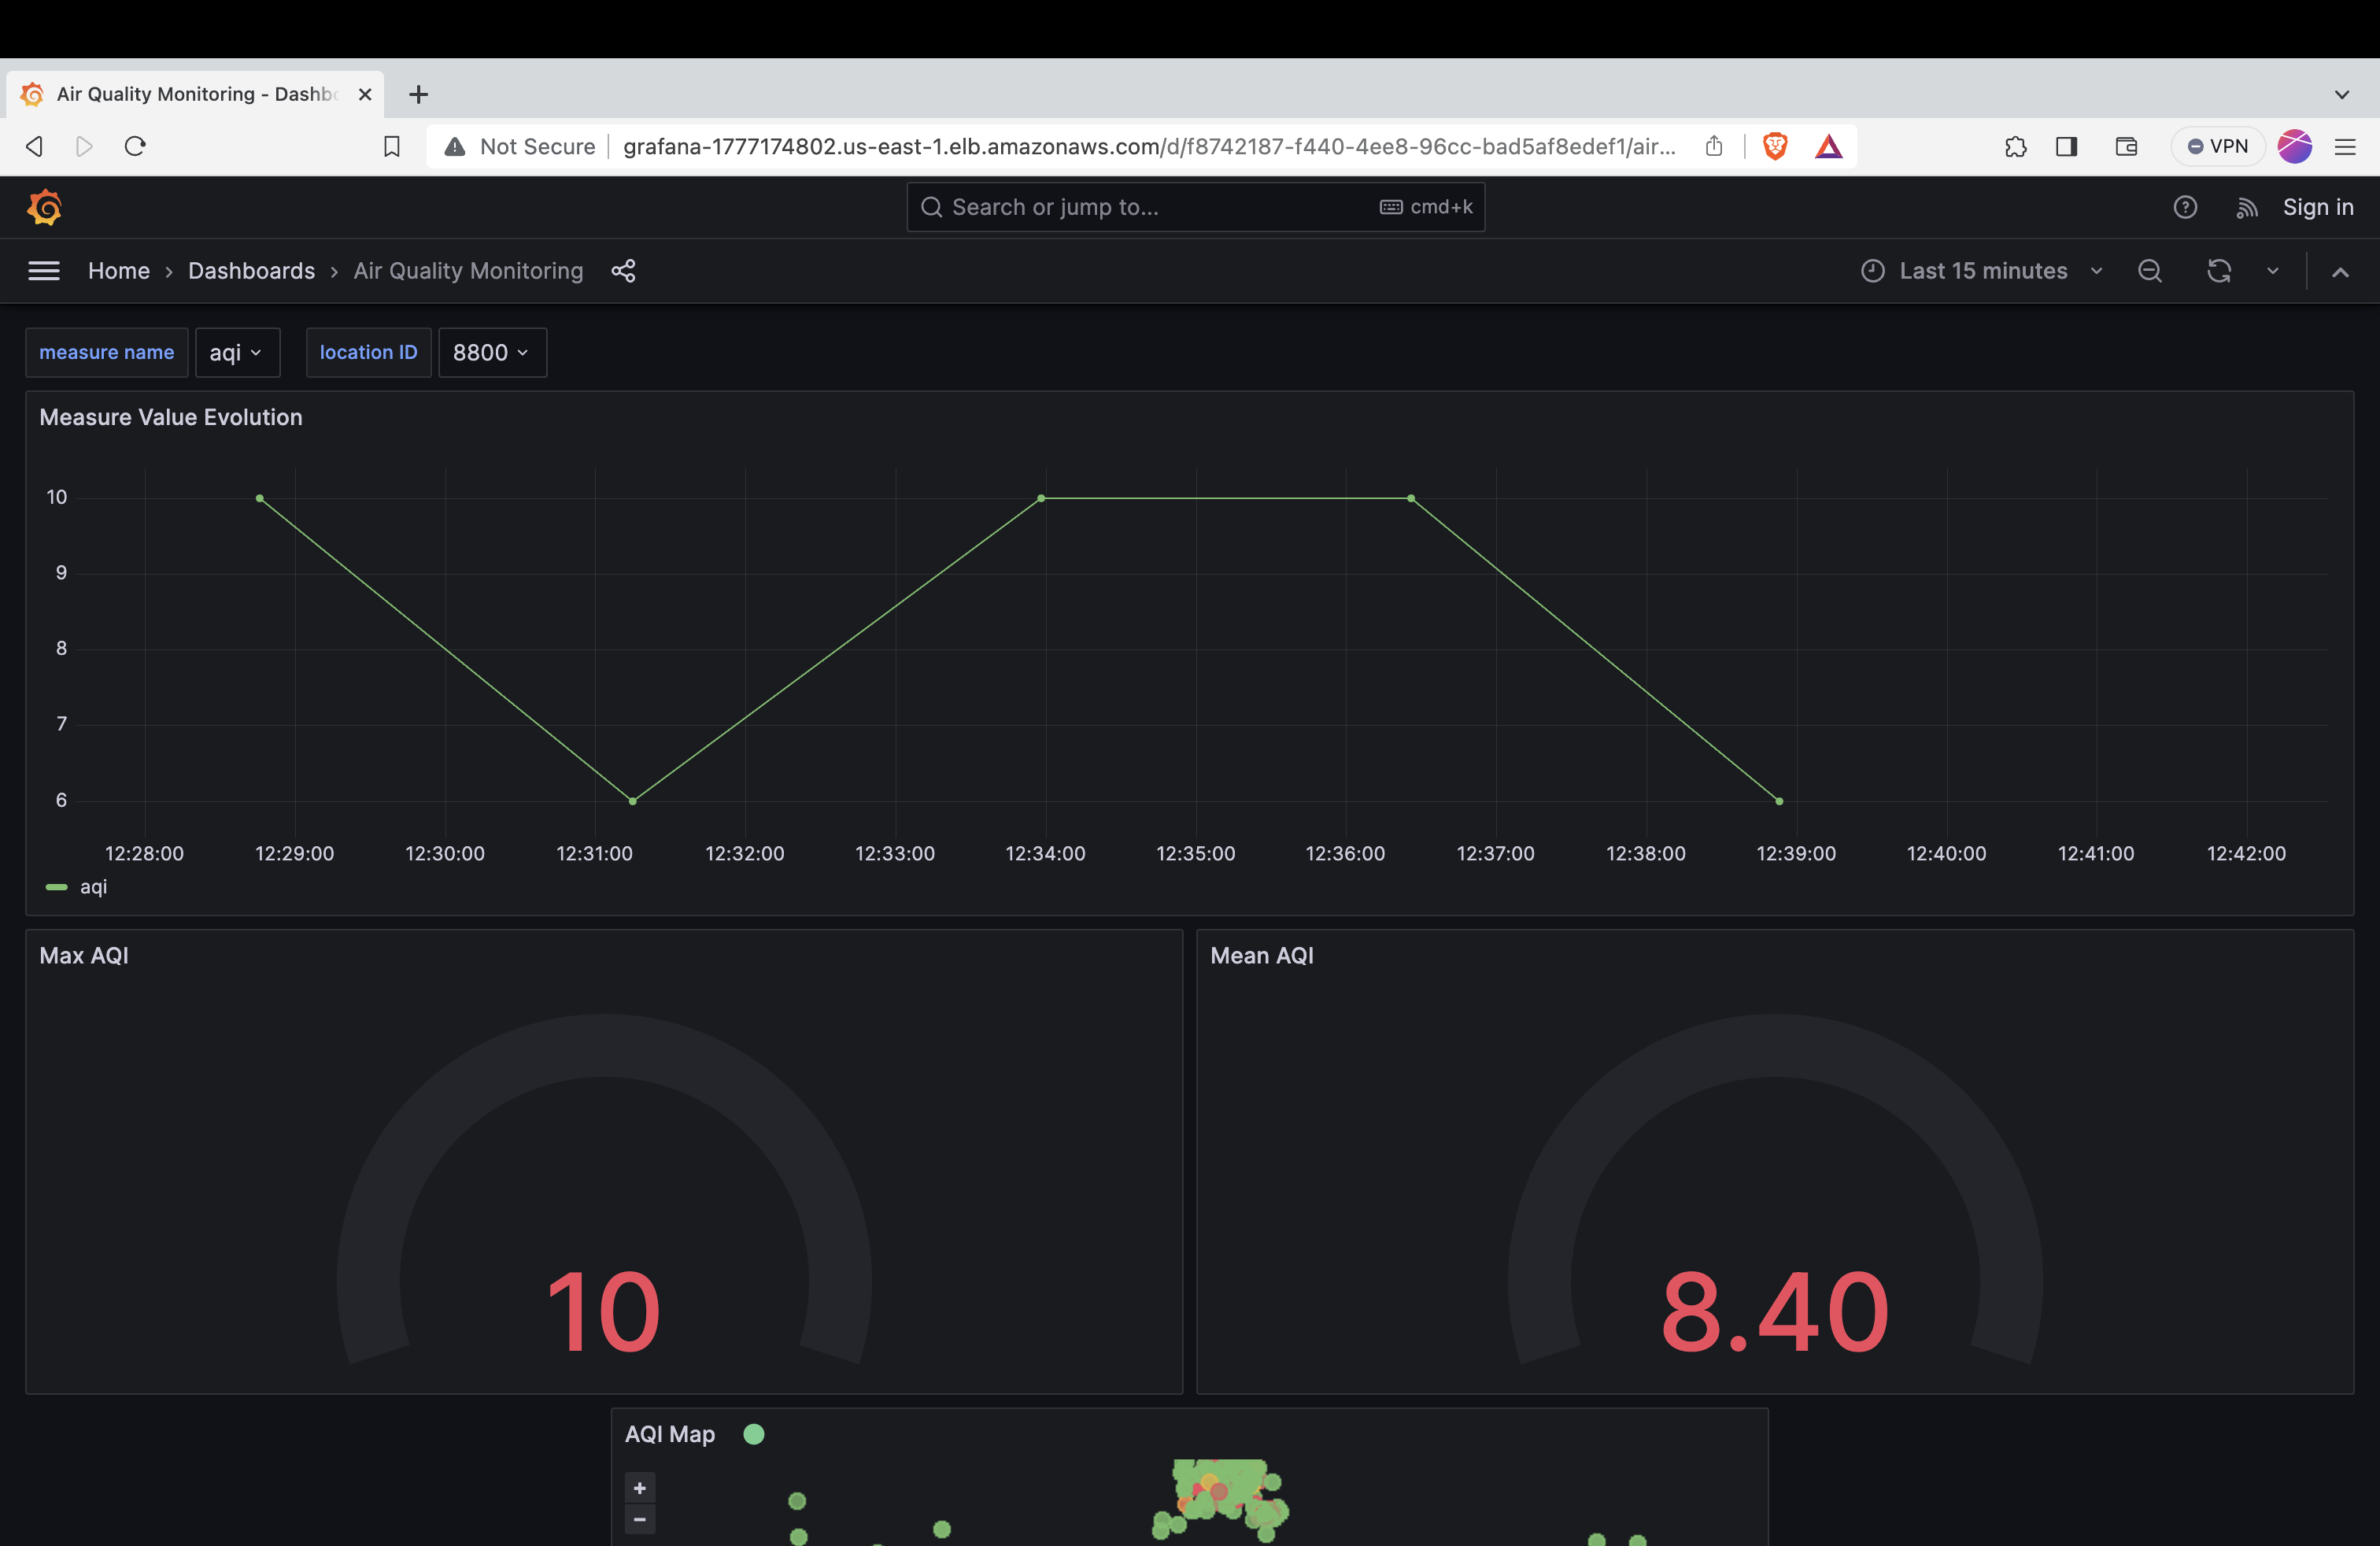 Air Quality Monitoring - Dashbo
Not Secure grafana-1777174802.us-east-1.elb.amazonaws.com/d/f8742187-f440-4ee8-96cc-bad5af8edef1/air... VPN
Search or jump to... cmd+k Sign in
Home › Dashboards › Air Quality Monitoring Last 15 minutes
measure name aqi location ID 8800
Measure Value Evolution
10
9
8
7
6
12:28:00 12:29:00 12:30:00 12:31:00 12:32:00 12:33:00 12:34:00 12:35:00 12:36:00 12:37:00 12:38:00 12:39:00 12:40:00 12:41:00 12:42:00
aqi
Max AQI
10
Mean AQI
8.40
AQI Map
+
−